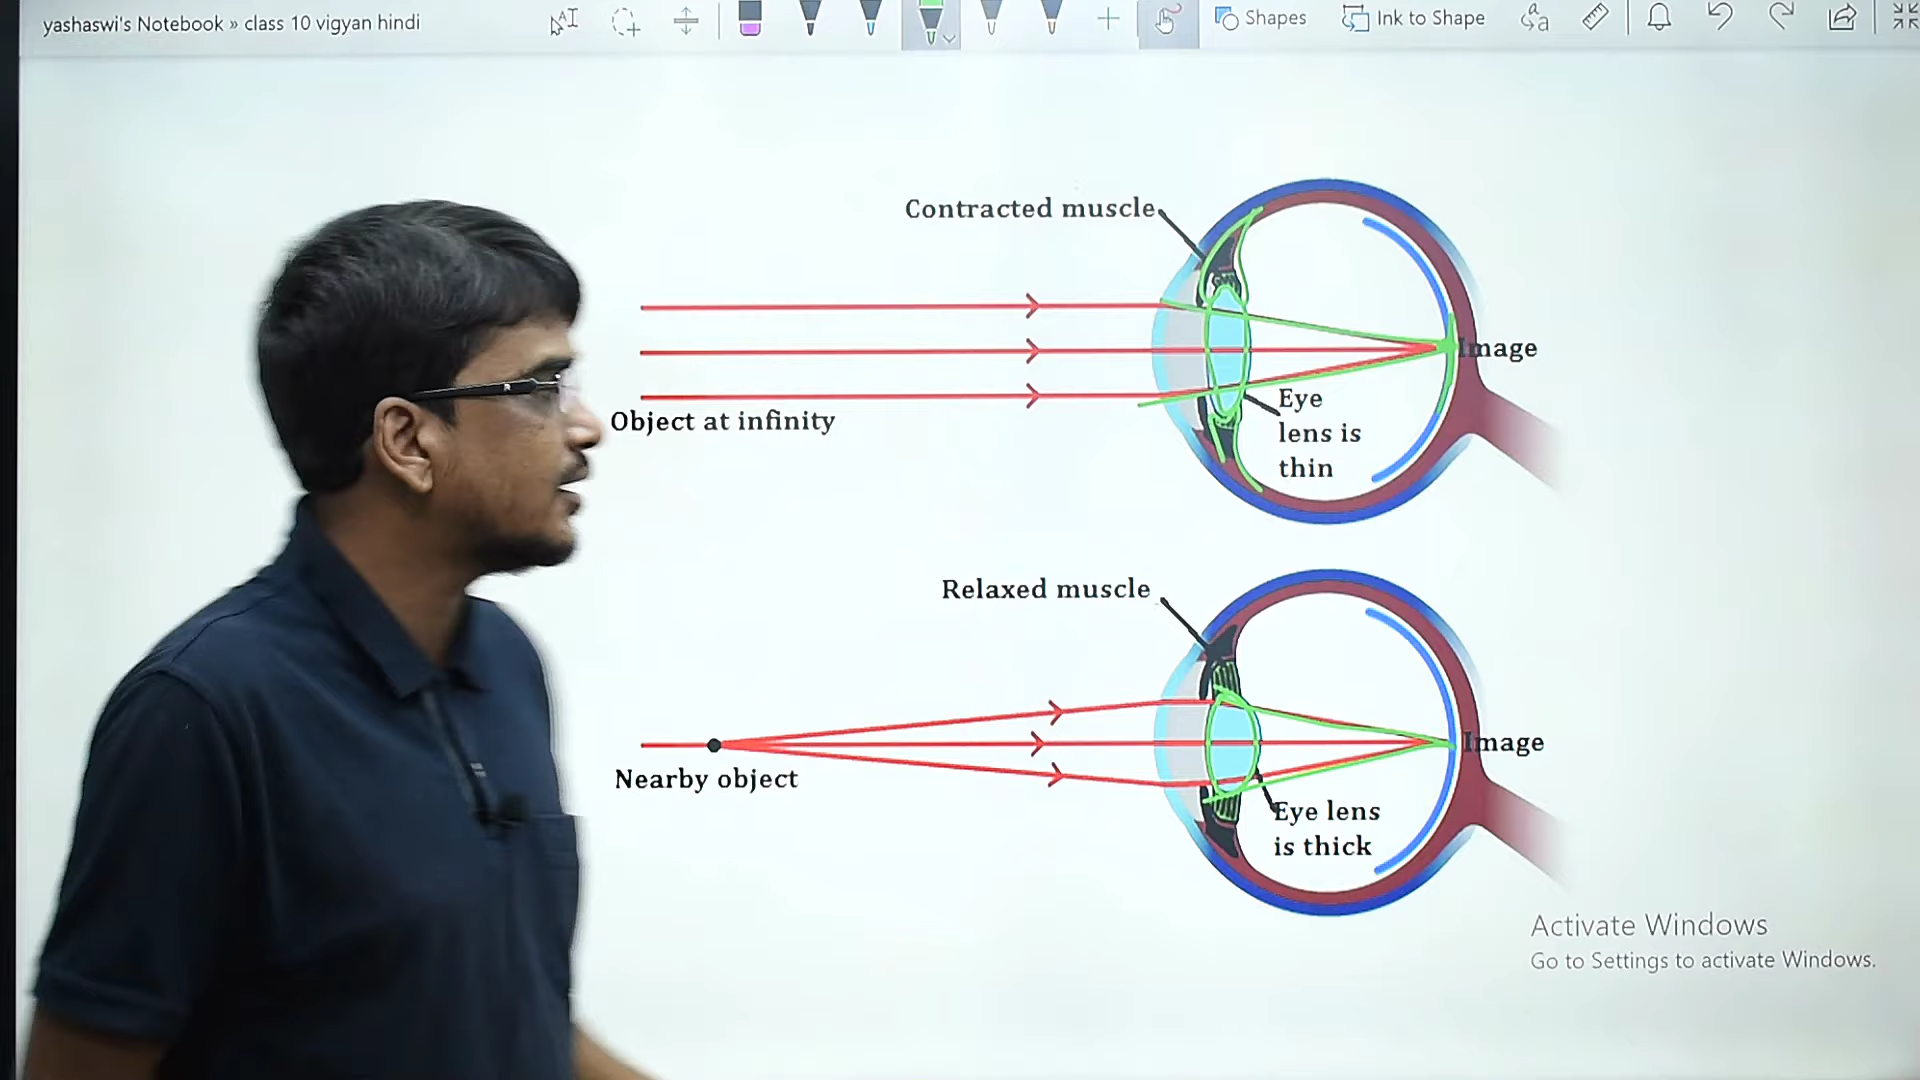 yashaswi's Notebook » class 10 vigyan hindi
Shapes
Ink to Shape
Contracted muscle
Object at infinity
Image
Eye
lens is
thin
Relaxed muscle
Nearby object
Image
Eye lens
is thick
Activate Windows
Go to Settings to activate Windows.